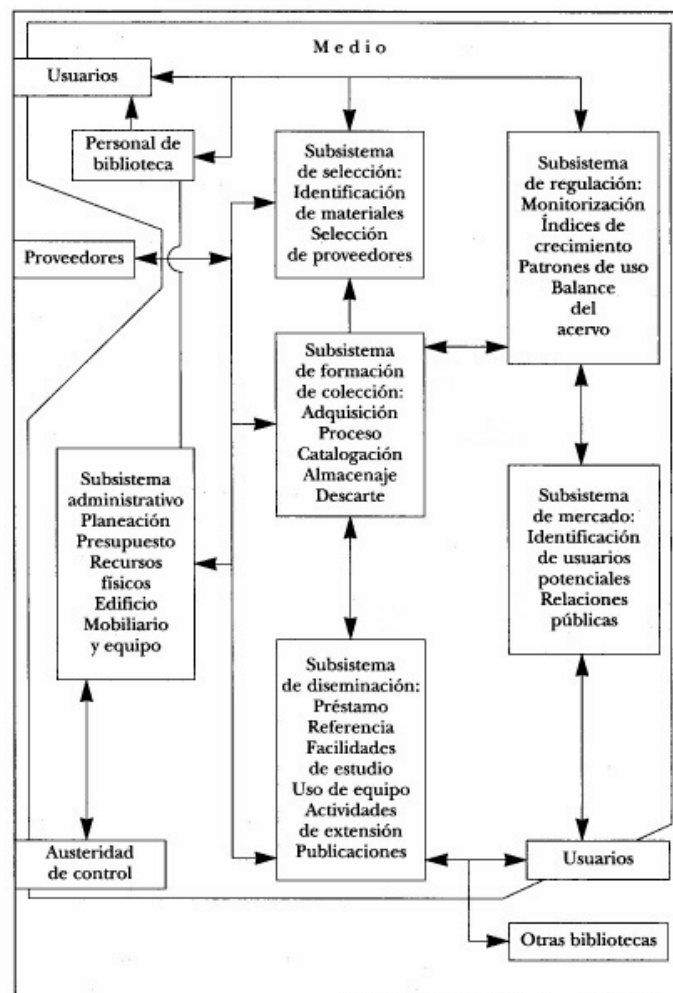 Medio
Usuarios
Personal de
biblioteca
Subsistema
de selección:
Identificación
de materiales
Selección
de proveedores
Subsistema
de regulación:
Monitorización
Índices de
crecimiento
Patrones de uso
Balance
del
acervo
Proveedores
Subsistema
de formación
de colección:
Adquisición
Proceso
Catalogación
Almacenaje
Descarte
Subsistema
administrativo
Planeación
Presupuesto
Recursos
físicos
Edificio
Mobiliario
y equipo
Subsistema
de mercado:
Identificación
de usuarios
potenciales
Relaciones
públicas
Subsistema
de diseminación:
Préstamo
Referencia
Facilidades
de estudio
Uso de equipo
Actividades
de extensión
Publicaciones
Austeridad
de control
Usuarios
Otras bibliotecas